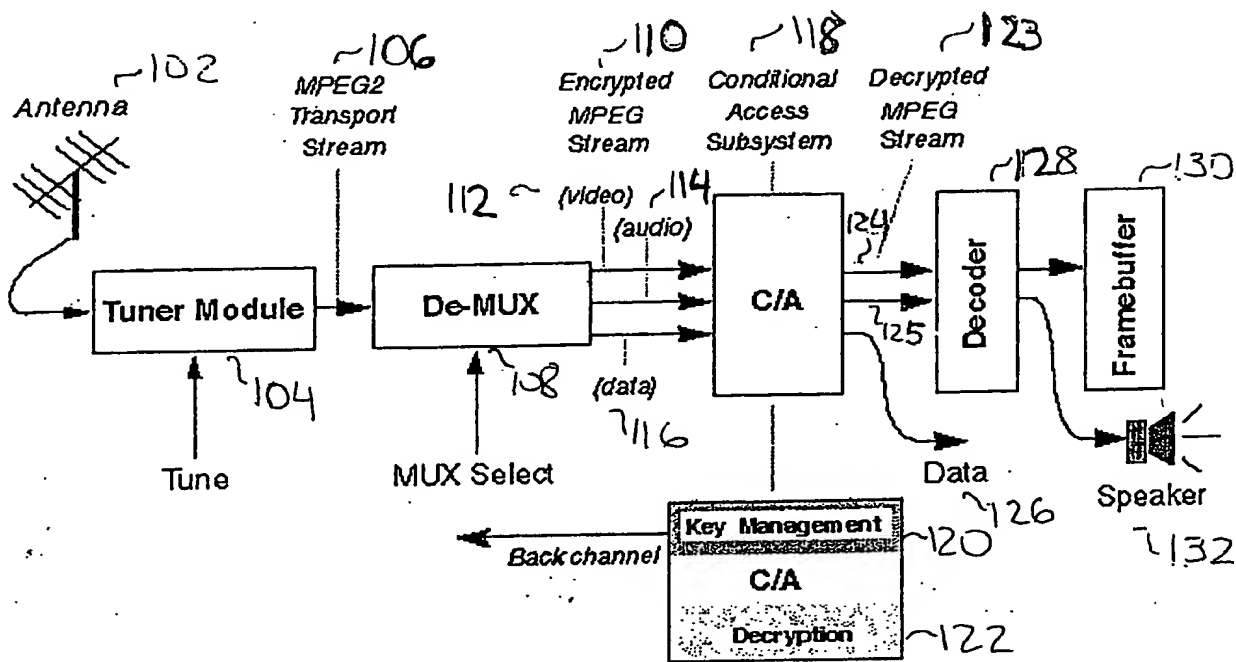 102
Antenna
106
MPEG2
Transport
Stream
110
Encrypted
MPEG
Stream
118
Conditional
Access
Subsystem
123
Decrypted
MPEG
Stream
128
130
112
(video)
114
(audio)
124
125
Tuner Module
De-MUX
C/A
Decoder
Framebuffer
104
108
(data)
116
Tune
MUX Select
Data
126
Speaker
132
Back channel
Key Management
120
C/A
Decryption
122